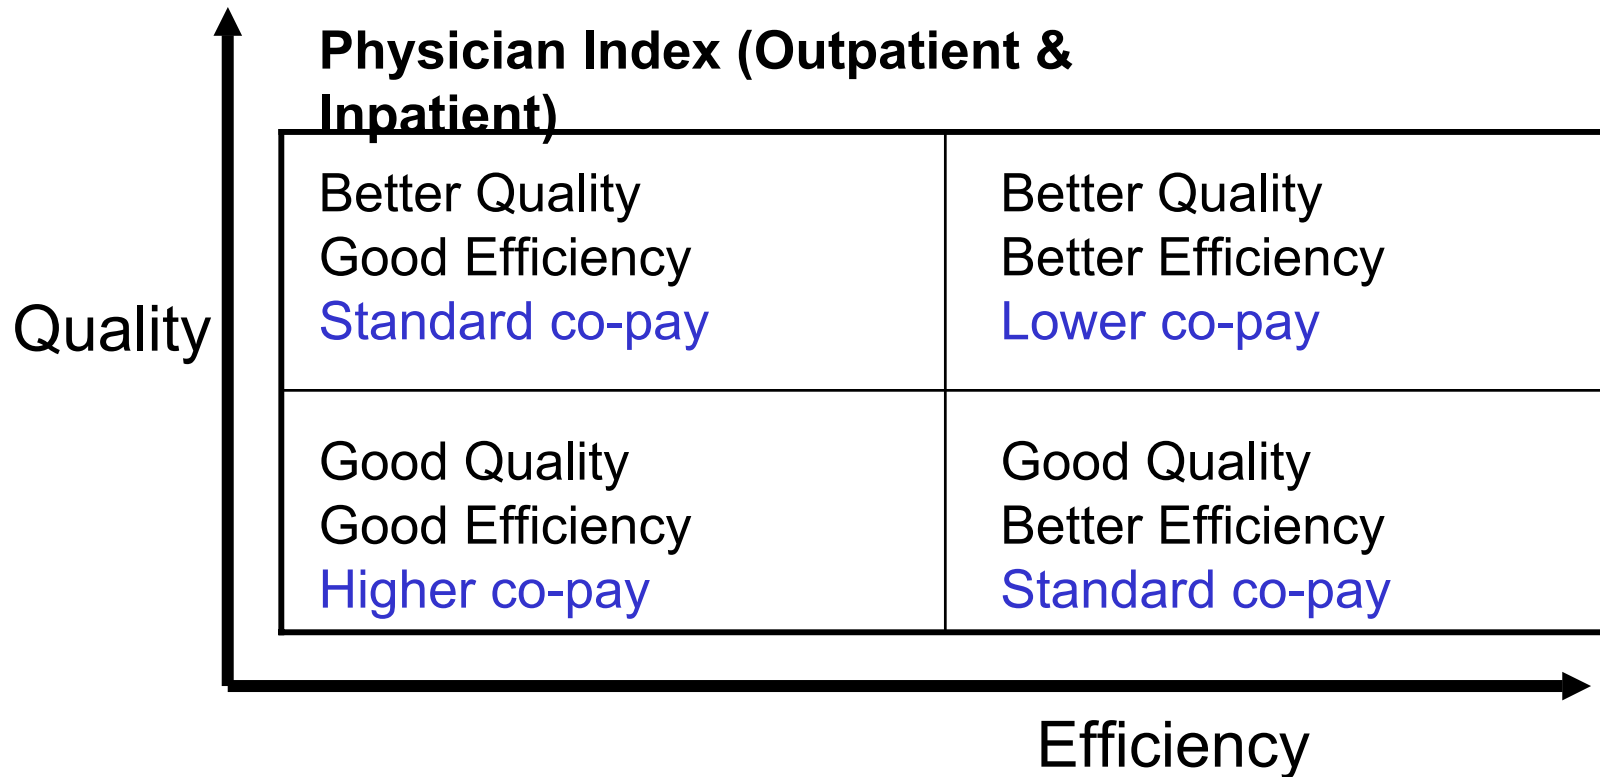 Physician Index (Outpatient &
Inpatient)
Better Quality
Good Efficiency
Standard co-pay
Better Quality
Better Efficiency
Lower co-pay
Quality
Good Quality
Good Efficiency
Higher co-pay
Good Quality
Better Efficiency
Standard co-pay
Efficiency